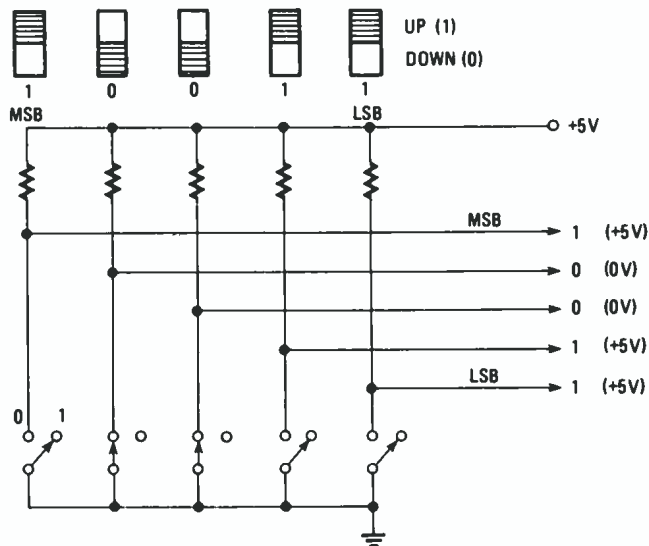 UP (1)
DOWN (0)
1 0 0 1 1
MSB LSB
+5V
MSB 1 (+5V)
0 (0V)
0 (0V)
1 (+5V)
LSB 1 (+5V)
0 1